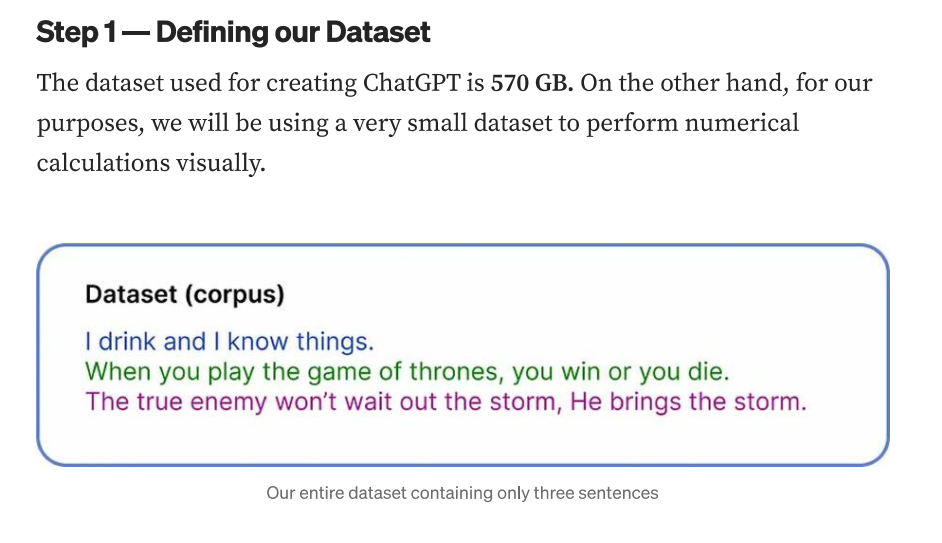 Step 1 — Defining our Dataset
The dataset used for creating ChatGPT is 570 GB. On the other hand, for our
purposes, we will be using a very small dataset to perform numerical
calculations visually.
Dataset (corpus)
I drink and I know things.
When you play the game of thrones, you win or you die.
The true enemy won’t wait out the storm, He brings the storm.
Our entire dataset containing only three sentences